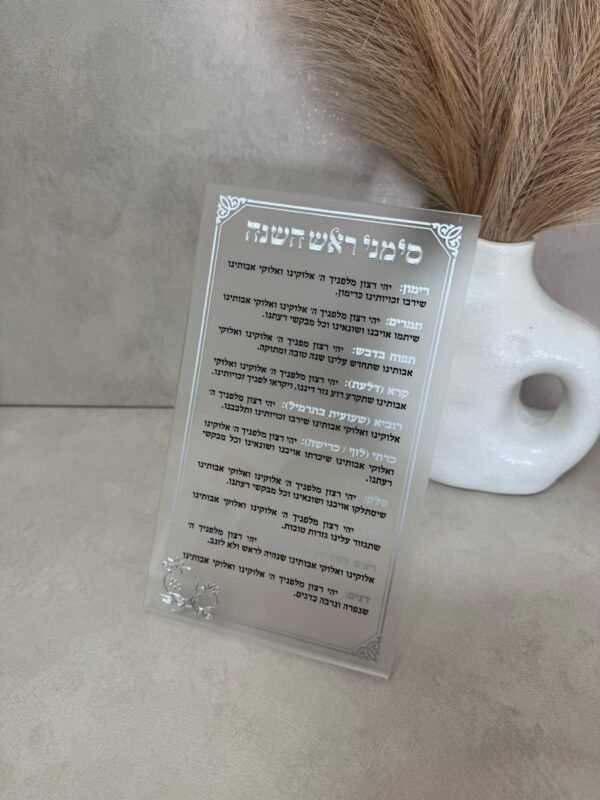 סימני ראש השנה
רימון: יהי רצון מלפניך ה' אלוקינו ואלוקי אבותינו
שירבו זכויותינו כרימון.
תמרים: יהי רצון מלפניך ה' אלוקינו ואלוקי אבותינו
שיתמו אויבנו ושונאינו וכל מבקשי רעתנו.
תפוח בדבש: יהי רצון מפניך ה' אלוקינו ואלוקי
אבותינו שתחדש עלינו שנה טובה ומתוקה.
קרא (דלעת): יהי רצון מלפניך ה' אלוקינו ואלוקי
אבותינו שתקרע רוע גזר דיננו, ויקראו לפניך זכויותינו.
רוביא (שעועית בתרמיל): יהי רצון מלפניך ה'
אלוקינו ואלוקי אבותינו שירבו זכויותינו ותלבבנו.
כרתי (לוף / כרישה): יהי רצון מלפניך ה' אלוקינו
ואלוקי אבותינו שיכרתו אויבנו ושונאינו וכל מבקשי
רעתנו.
סלק: יהי רצון מלפניך ה' אלוקינו ואלוקי אבותינו
שיסתלקו אויבנו ושונאינו וכל מבקשי רעתנו.
יהי רצון מלפניך ה' אלוקינו ואלוקי אבותינו
שתגזור עלינו גזרות טובות.
ראש (של יהי רצון מלפניך ה'
אלוקינו ואלוקי אבותינו שנהיה לראש ולא לזנב.
דגים: יהי רצון מלפניך ה' אלוקינו ואלוקי אבותינו
שנפרה ונרבה כדגים.